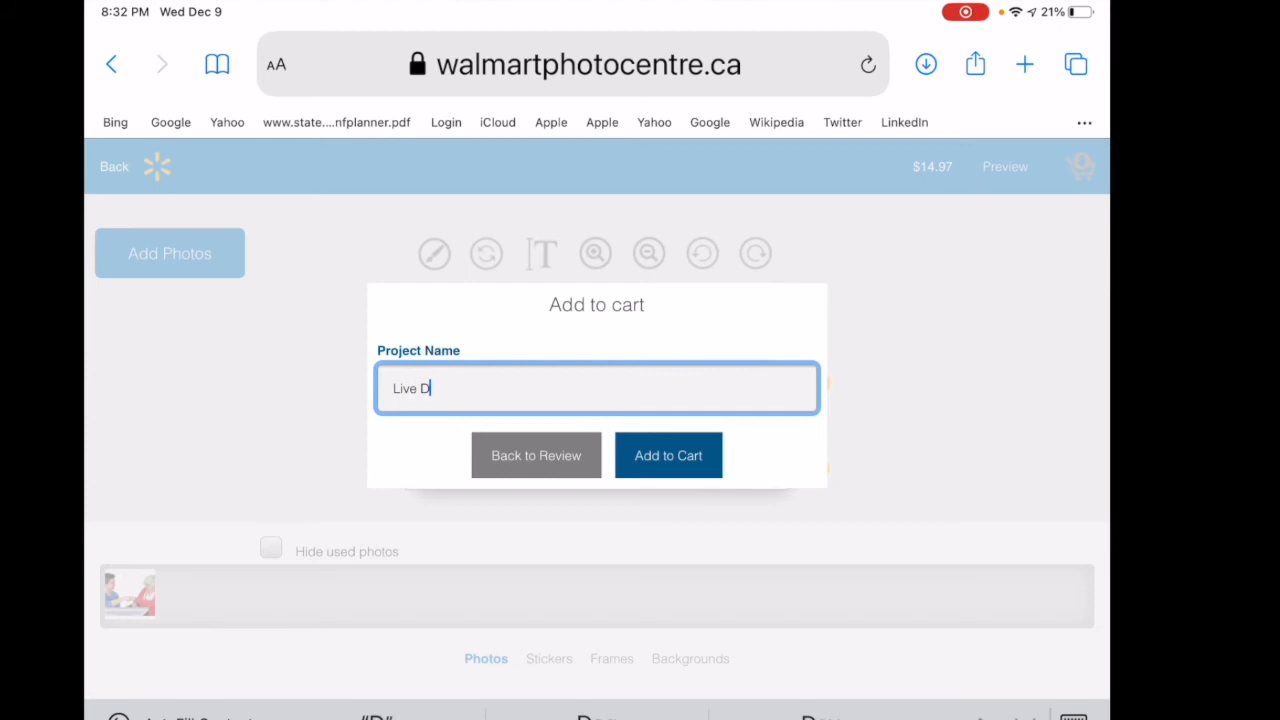 8:32 PM Wed Dec 9
21%
AA walmartphotocentre.ca
Bing Google Yahoo www.state....nfplanner.pdf Login iCloud Apple Apple Yahoo Google Wikipedia Twitter LinkedIn
Back $14.97 Preview
Add Photos
T
Add to cart
Project Name
Live D
Back to Review Add to Cart
Hide used photos
Photos Stickers Frames Backgrounds
"D"